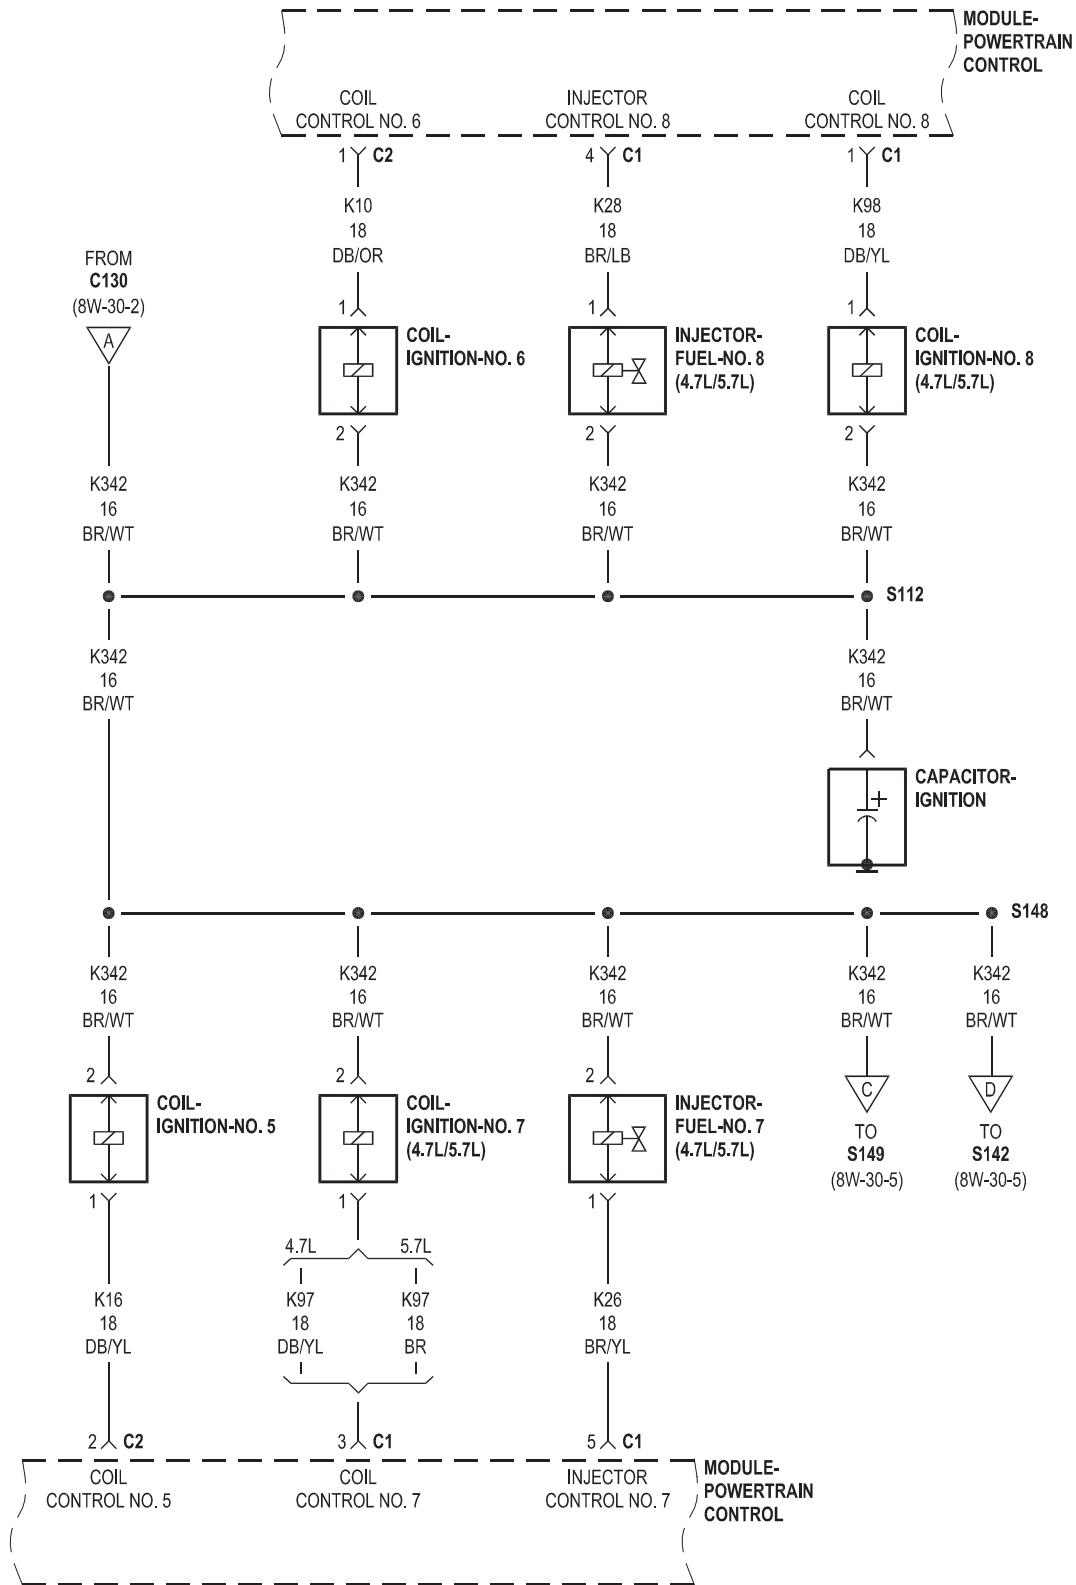 MODULE-
POWERTRAIN
CONTROL
COIL
CONTROL NO. 6
INJECTOR
CONTROL NO. 8
COIL
CONTROL NO. 8
1 C2
4 C1
1 C1
K10
18
DB/OR
K28
18
BR/LB
K98
18
DB/YL
FROM
C130
(8W-30-2)
A
1
COIL-
IGNITION-NO. 6
2
1
INJECTOR-
FUEL-NO. 8
(4.7L/5.7L)
2
1
COIL-
IGNITION-NO. 8
(4.7L/5.7L)
2
K342
16
BR/WT
K342
16
BR/WT
K342
16
BR/WT
K342
16
BR/WT
S112
K342
16
BR/WT
K342
16
BR/WT
CAPACITOR-
IGNITION
+
S148
K342
16
BR/WT
K342
16
BR/WT
K342
16
BR/WT
K342
16
BR/WT
K342
16
BR/WT
2
COIL-
IGNITION-NO. 5
1
2
COIL-
IGNITION-NO. 7
(4.7L/5.7L)
1
2
INJECTOR-
FUEL-NO. 7
(4.7L/5.7L)
1
C
TO
S149
(8W-30-5)
D
TO
S142
(8W-30-5)
4.7L
5.7L
K16
18
DB/YL
K97
18
DB/YL
K97
18
BR
K26
18
BR/YL
2 C2
3 C1
5 C1
COIL
CONTROL NO. 5
COIL
CONTROL NO. 7
INJECTOR
CONTROL NO. 7
MODULE-
POWERTRAIN
CONTROL